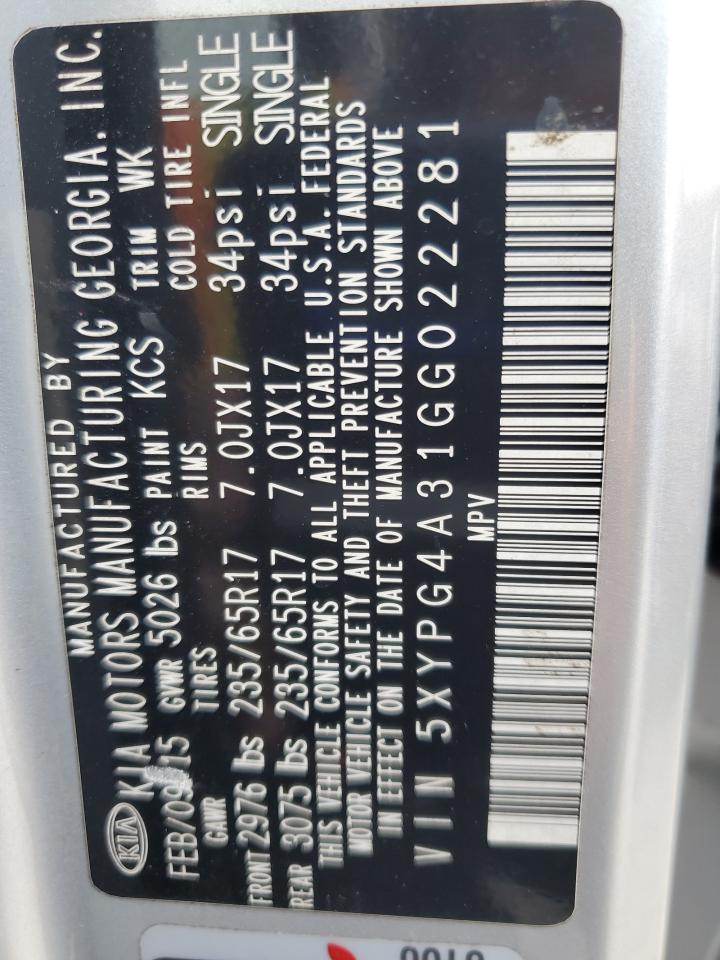 MANUFACTURED BY
KIA KIA MOTORS MANUFACTURING GEORGIA, INC.
FEB/09/15 GVWR 5026 lbs PAINT KCS TRIM WK
GAWR TIRES RIMS COLD TIRE INFL
FRONT 2976 lbs 235/65R17 7.0JX17 34psi SINGLE
REAR 3075 lbs 235/65R17 7.0JX17 34psi SINGLE
THIS VEHICLE CONFORMS TO ALL APPLICABLE U.S.A. FEDERAL
MOTOR VEHICLE SAFETY AND THEFT PREVENTION STANDARDS
IN EFFECT ON THE DATE OF MANUFACTURE SHOWN ABOVE
VIN 5XYPG4A31GG022281
MPV